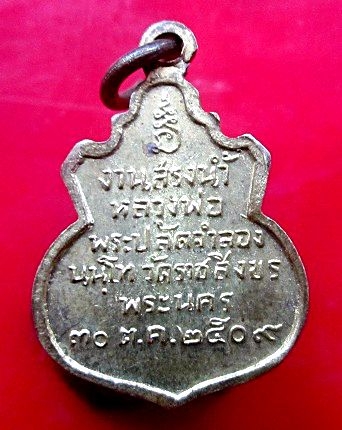 งานสรงน้ำ
หลวงพ่อ
พระปลัดจำลอง
นนฺโท วัดราชสิงขร
พระนคร
๓๐ ต.ค.๒๕๐๙